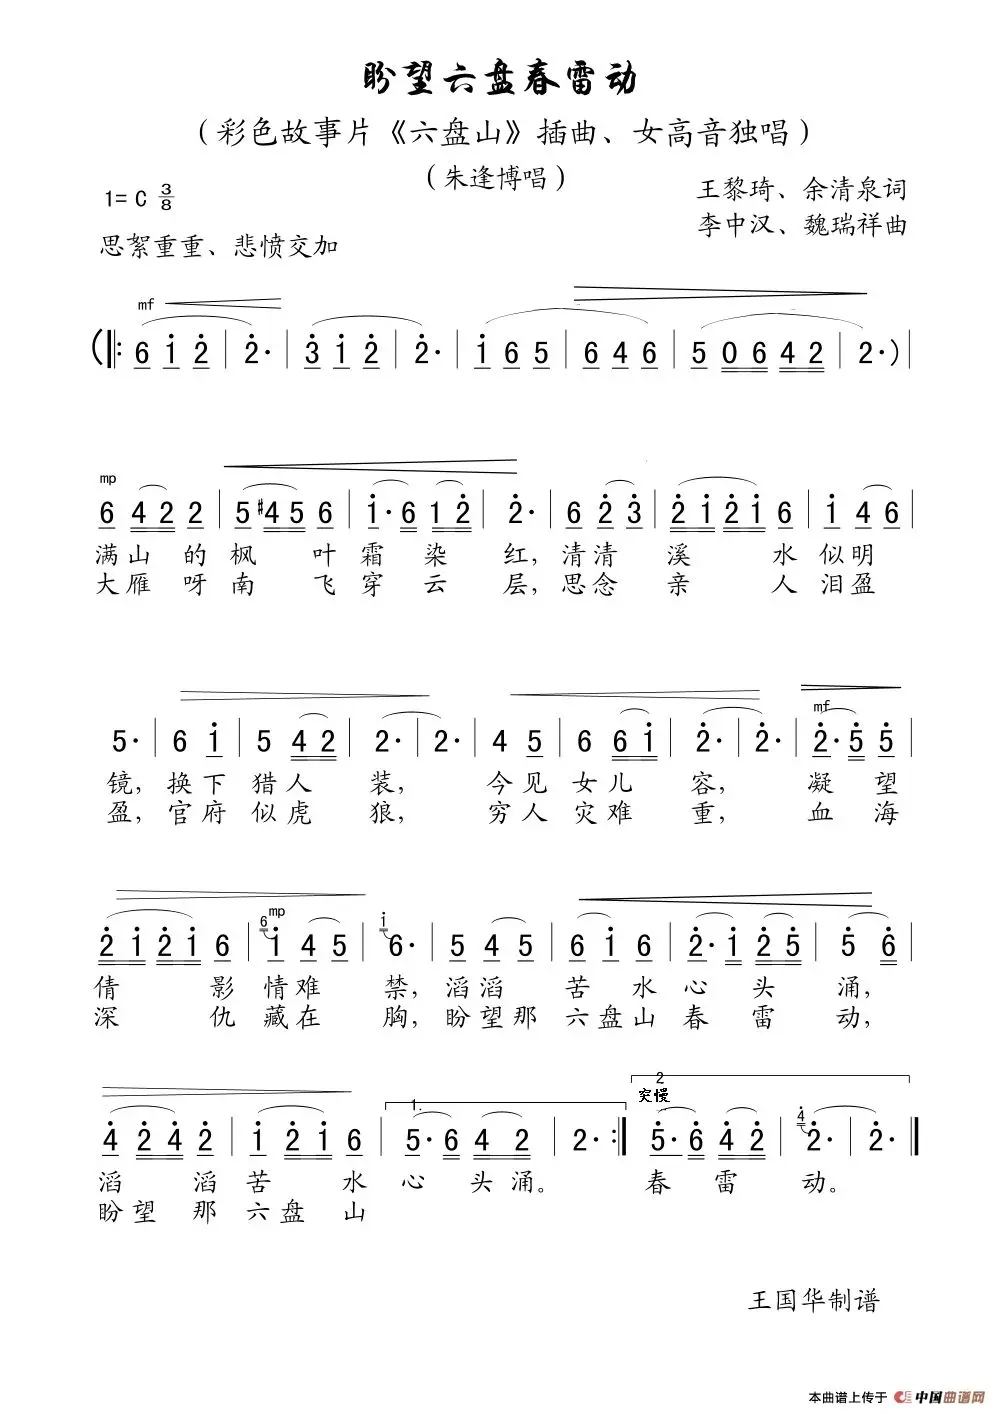 盼望六盘春雷动
（彩色故事片《六盘山》插曲、女高音独唱）
（朱逢博唱）
1= C 3/8
王黎琦、余清泉词
李中汉、魏瑞祥曲
思絮重重、悲愤交加
mf
(|: 6 1 2 | 2· | 3 1 2 | 2· | 1 6 5 | 6 4 6 | 5 0 6 4 2 | 2· ) |
mp
6 4 2 2 | 5 #4 5 6 | 1· 6 1 2 | 2· | 6 2 3 | 2 1 2 1 6 | 1 4 6 |
满山的枫叶霜染红，清清溪水似明
大雁呀南飞穿云层，思念亲人泪盈
mf
5· | 6 1 | 5 4 2 | 2· | 2· | 4 5 | 6 6 1 | 2· | 2· | 2· 5 5 |
镜，换下猎人装，今见女儿容，凝望
盈，官府似虎狼，穷人灾难重，血海
6 mp 1
2 1 2 1 6 | 1 4 5 | 6· | 5 4 5 | 6 1 6 | 2· 1 2 5 | 5 6 |
倩影情难禁，滔滔苦水心头涌，
深仇藏在胸，盼望那六盘山春雷动，
1. 2
突慢
4
4 2 4 2 | 1 2 1 6 | 5· 6 4 2 | 2· :| 5· 6 4 2 | 2· | 2· |
滔滔苦水心头涌。春雷动。
盼望那六盘山
王国华制谱
本曲谱上传于 中国曲谱网